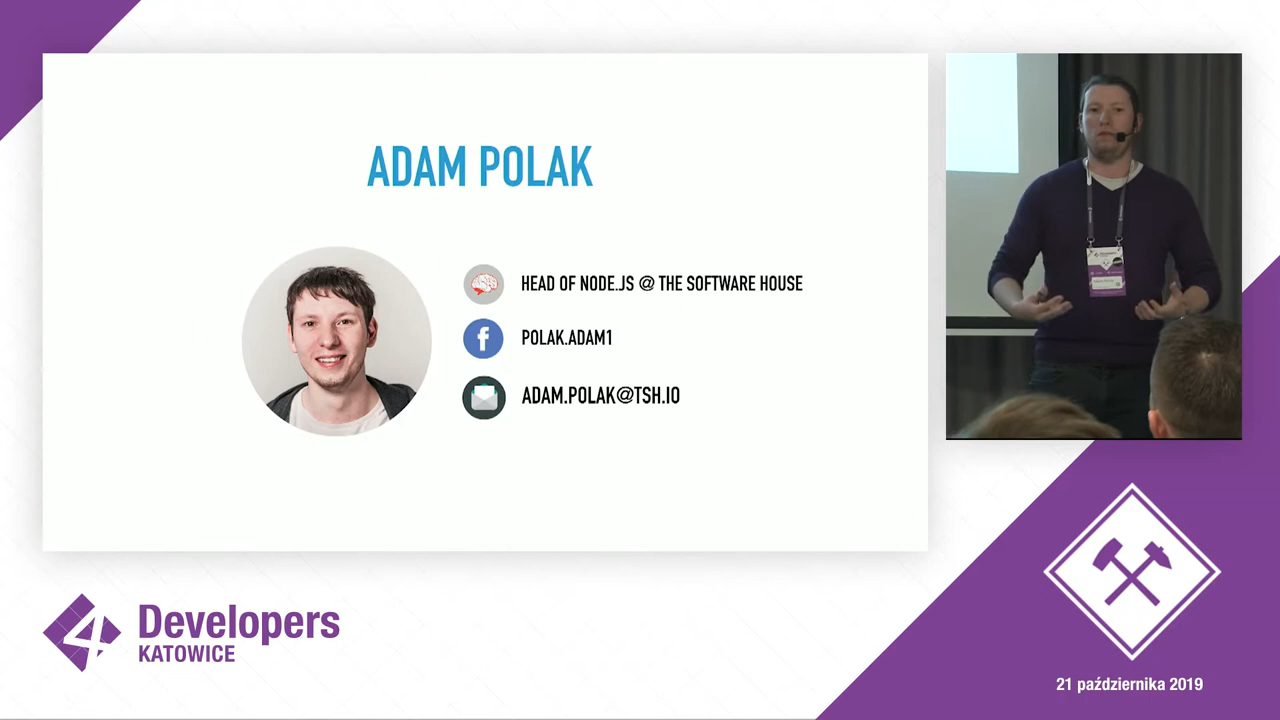 ADAM POLAK
HEAD OF NODE.JS @ THE SOFTWARE HOUSE
POLAK.ADAM1
ADAM.POLAK@TSH.IO
4 Developers
KATOWICE
21 października 2019